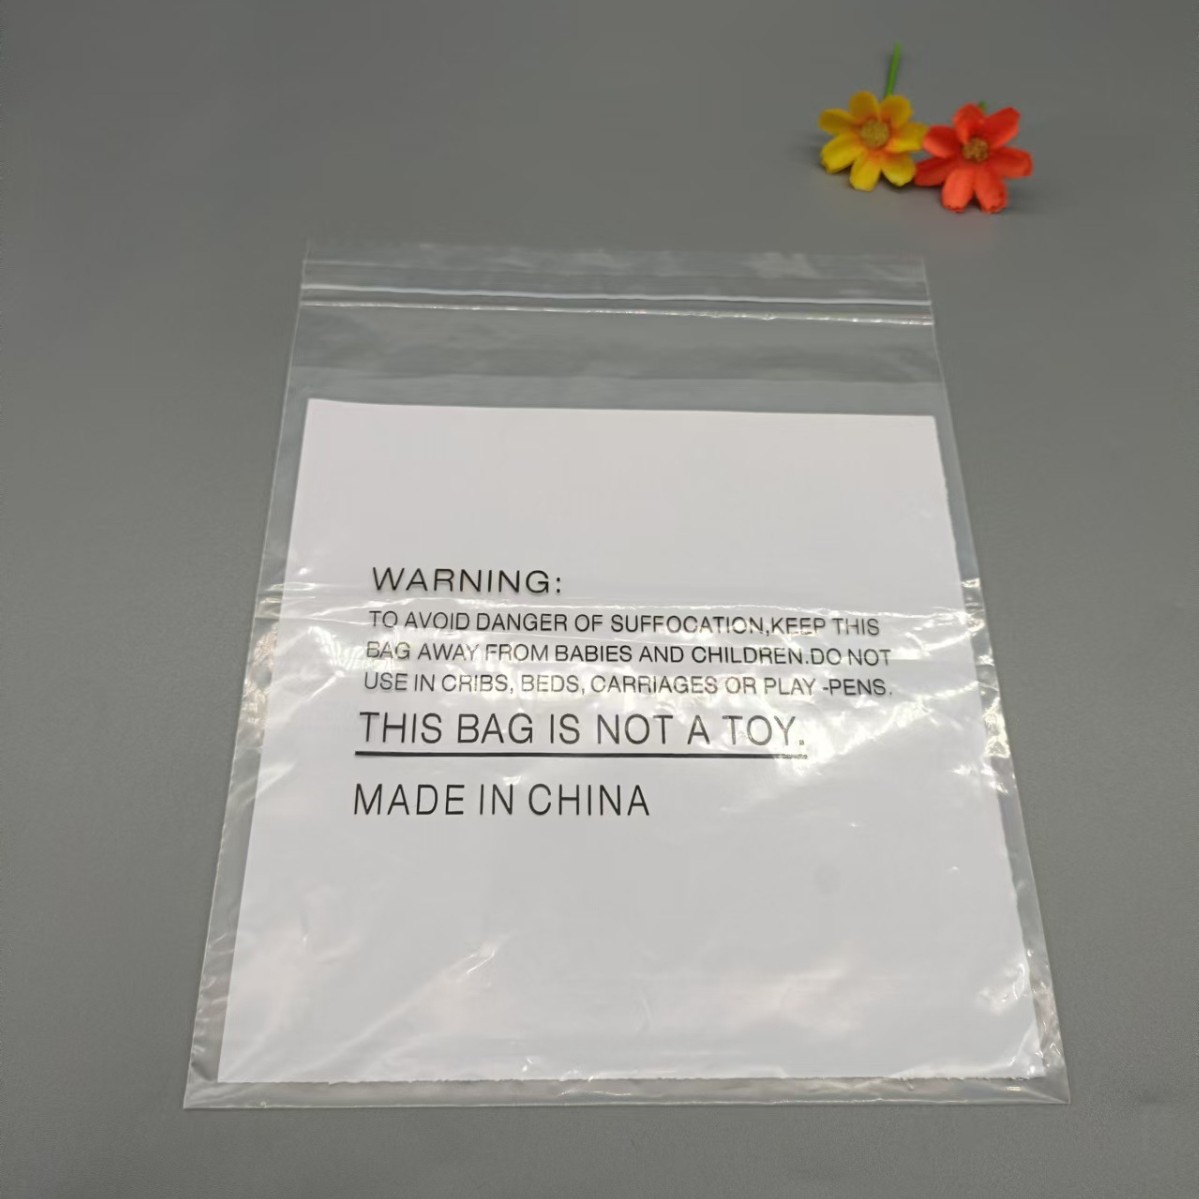 WARNING:
TO AVOID DANGER OF SUFFOCATION,KEEP THIS
BAG AWAY FROM BABIES AND CHILDREN.DO NOT
USE IN CRIBS, BEDS, CARRIAGES OR PLAY -PENS.
THIS BAG IS NOT A TOY.
MADE IN CHINA